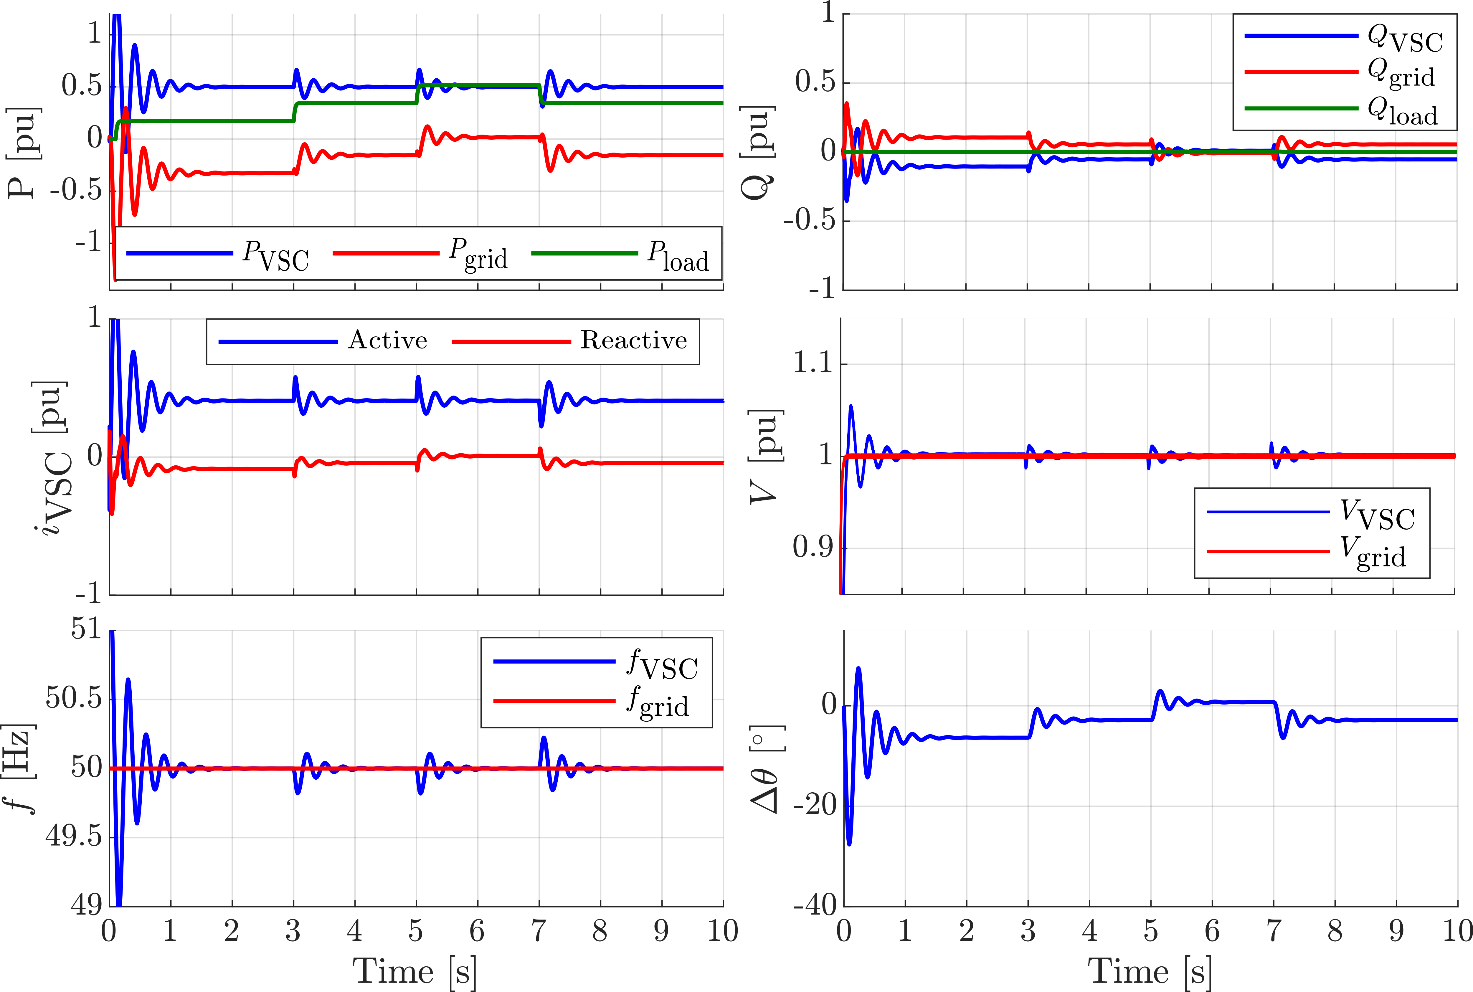 P [pu]
1
0.5
0
-0.5
-1
P_VSC P_grid P_load
Q [pu]
1
0.5
0
-0.5
-1
Q_VSC
Q_grid
Q_load
i_VSC [pu]
1
0
-1
Active Reactive
V [pu]
1.1
1
0.9
V_VSC
V_grid
f [Hz]
51
50.5
50
49.5
49
f_VSC
f_grid
0 1 2 3 4 5 6 7 8 9 10
Time [s]
Δθ [°]
0
-20
-40
0 1 2 3 4 5 6 7 8 9 10
Time [s]